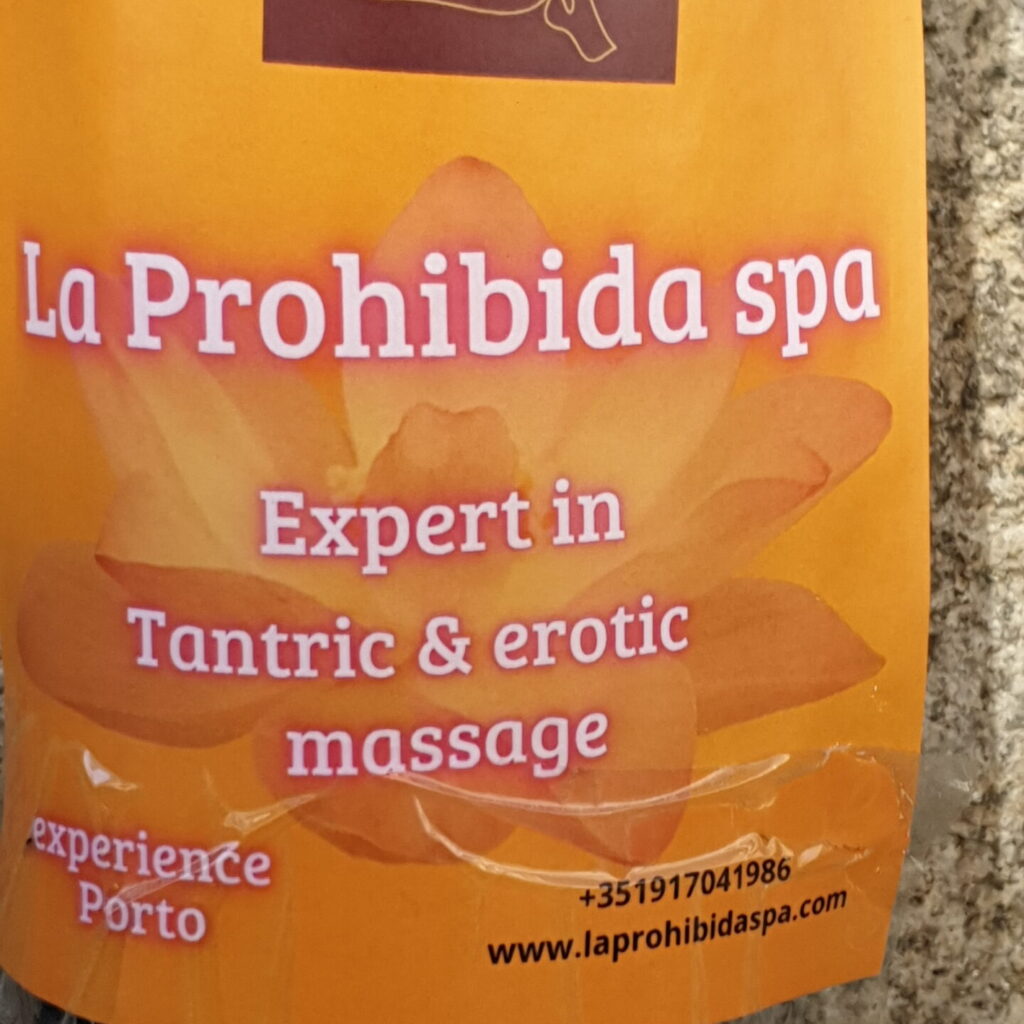 La Prohibida spa
Expert in
Tantric & erotic
massage
experience
Porto
+351917041986
www.laprohibidaspa.com